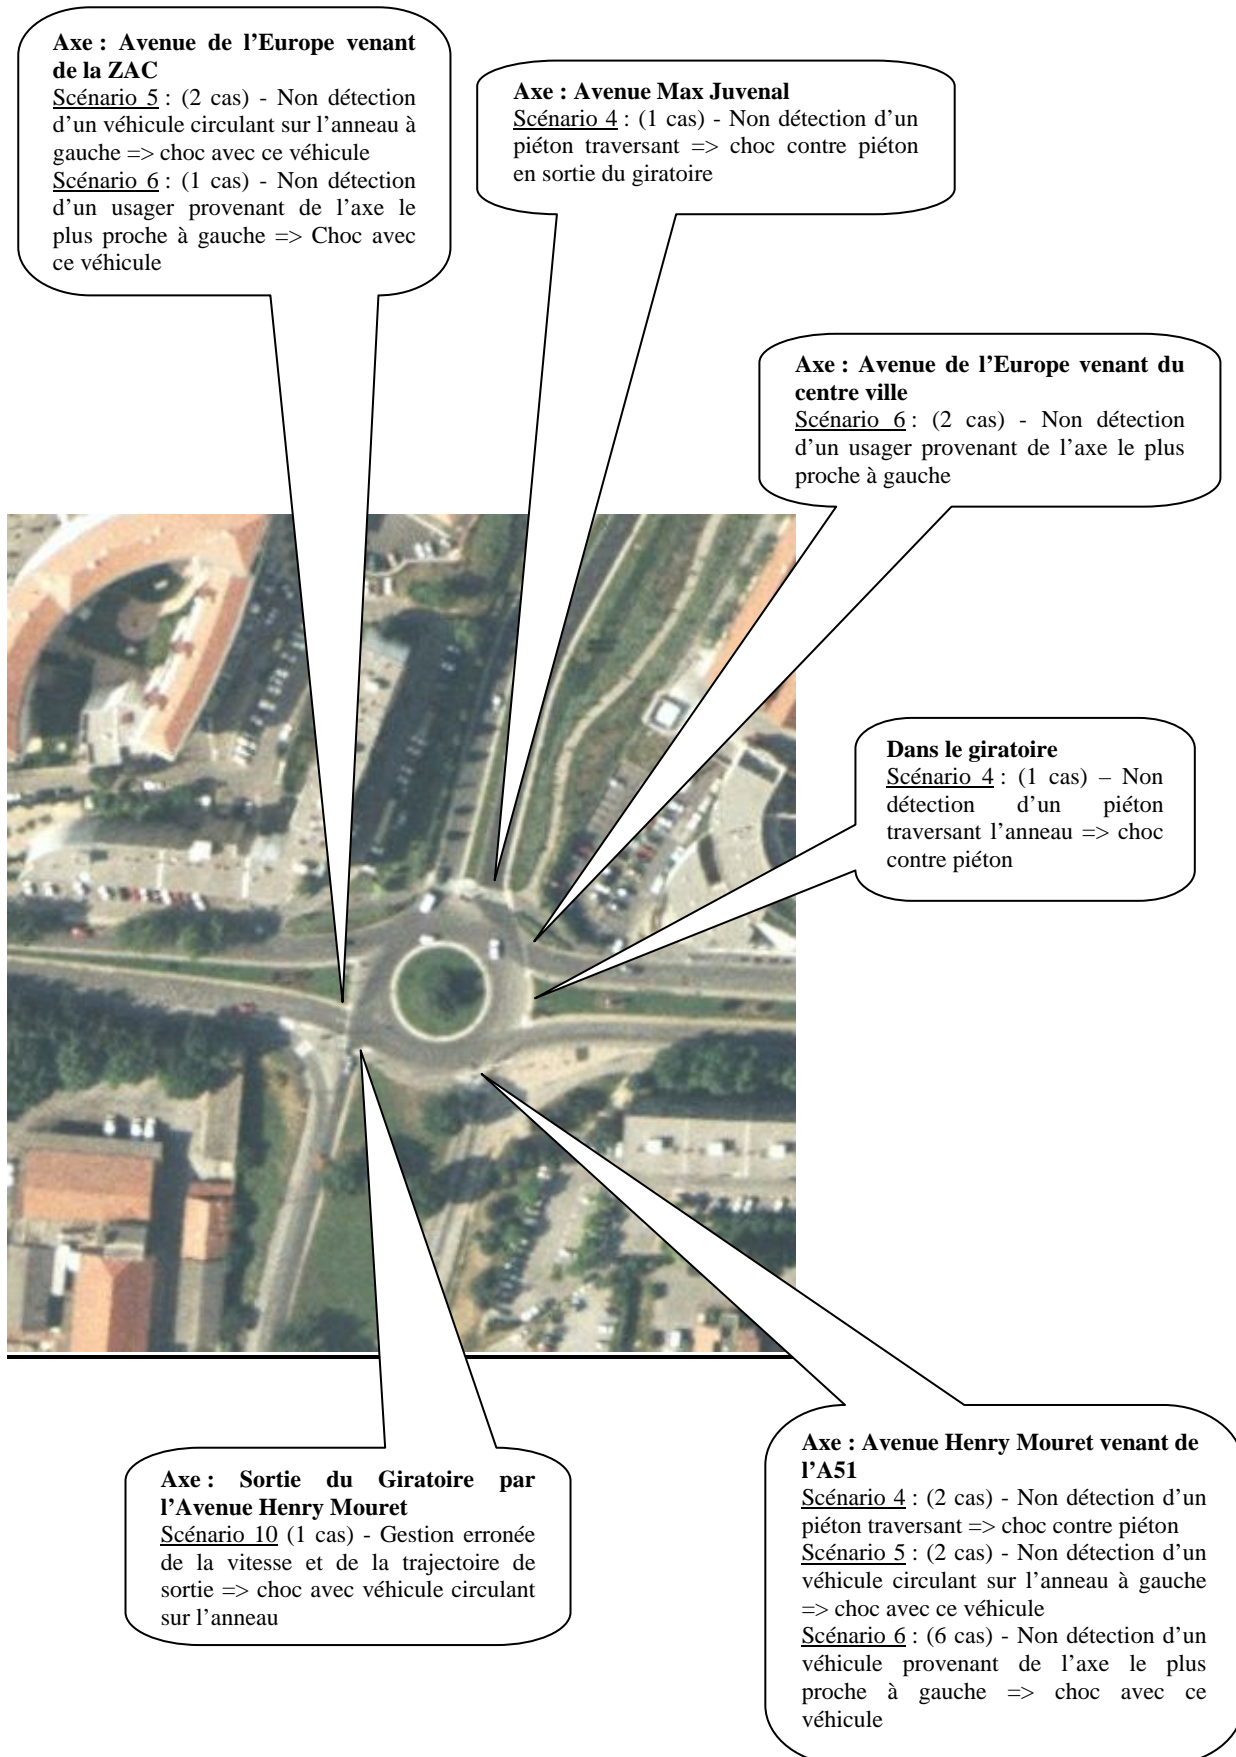 Axe : Avenue de l’Europe venant
de la ZAC
Scénario 5 : (2 cas) - Non détection
d’un véhicule circulant sur l’anneau à
gauche => choc avec ce véhicule
Scénario 6 : (1 cas) - Non détection
d’un usager provenant de l’axe le
plus proche à gauche => Choc avec
ce véhicule
Axe : Avenue Max Juvenal
Scénario 4 : (1 cas) - Non détection d’un
piéton traversant => choc contre piéton
en sortie du giratoire
Axe : Avenue de l’Europe venant du
centre ville
Scénario 6 : (2 cas) - Non détection
d’un usager provenant de l’axe le plus
proche à gauche
Dans le giratoire
Scénario 4 : (1 cas) – Non
détection d’un piéton
traversant l’anneau => choc
contre piéton
Axe : Sortie du Giratoire par
l’Avenue Henry Mouret
Scénario 10 (1 cas) - Gestion erronée
de la vitesse et de la trajectoire de
sortie => choc avec véhicule circulant
sur l’anneau
Axe : Avenue Henry Mouret venant de
l’A51
Scénario 4 : (2 cas) - Non détection d’un
piéton traversant => choc contre piéton
Scénario 5 : (2 cas) - Non détection d’un
véhicule circulant sur l’anneau à gauche
=> choc avec ce véhicule
Scénario 6 : (6 cas) - Non détection d’un
véhicule provenant de l’axe le plus
proche à gauche => choc avec ce
véhicule